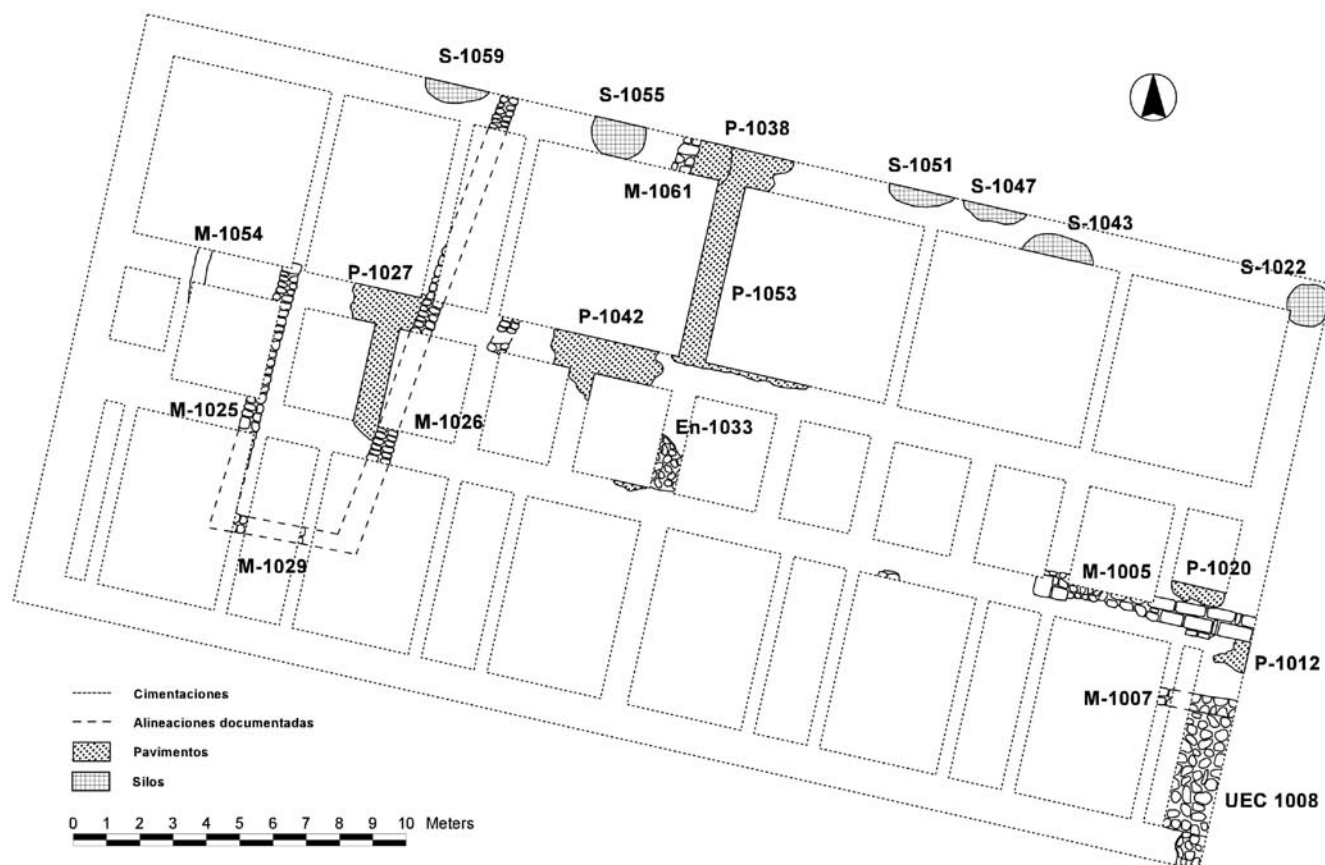 S-1059
S-1055
P-1038
S-1051
S-1047
M-1061
S-1043
M-1054
S-1022
P-1027
P-1053
P-1042
M-1025
M-1026
En-1033
M-1029
M-1005
P-1020
P-1012
M-1007
Cimentaciones
Alineaciones documentadas
Pavimentos
Silos
UEC 1008
0 1 2 3 4 5 6 7 8 9 10 Meters